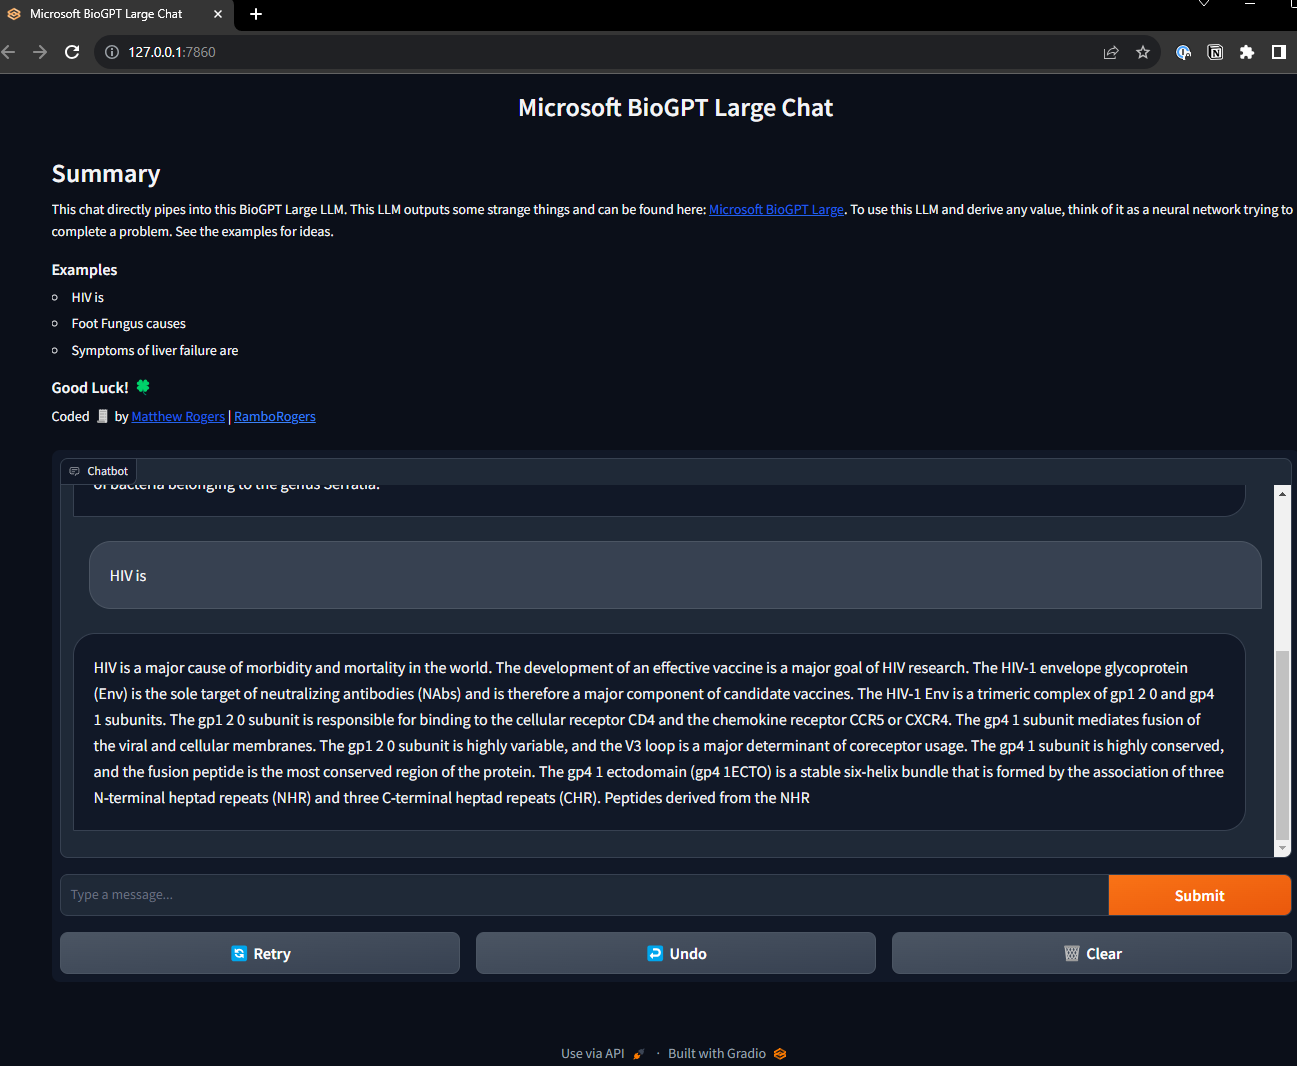 Microsoft BioGPT Large Chat
127.0.0.1:7860
Microsoft BioGPT Large Chat
Summary
This chat directly pipes into this BioGPT Large LLM. This LLM outputs some strange things and can be found here: Microsoft BioGPT Large. To use this LLM and derive any value, think of it as a neural network trying to
complete a problem. See the examples for ideas.
Examples
HIV is
Foot Fungus causes
Symptoms of liver failure are
Good Luck! 🍀
Coded 📱 by Matthew Rogers | RamboRogers
Chatbot
of bacteria belonging to the genus Serratia.
HIV is
HIV is a major cause of morbidity and mortality in the world. The development of an effective vaccine is a major goal of HIV research. The HIV-1 envelope glycoprotein
(Env) is the sole target of neutralizing antibodies (NAbs) and is therefore a major component of candidate vaccines. The HIV-1 Env is a trimeric complex of gp1 2 0 and gp4
1 subunits. The gp1 2 0 subunit is responsible for binding to the cellular receptor CD4 and the chemokine receptor CCR5 or CXCR4. The gp4 1 subunit mediates fusion of
the viral and cellular membranes. The gp1 2 0 subunit is highly variable, and the V3 loop is a major determinant of coreceptor usage. The gp4 1 subunit is highly conserved,
and the fusion peptide is the most conserved region of the protein. The gp4 1 ectodomain (gp4 1ECTO) is a stable six-helix bundle that is formed by the association of three
N-terminal heptad repeats (NHR) and three C-terminal heptad repeats (CHR). Peptides derived from the NHR
Type a message...
Submit
🔄 Retry
↩️ Undo
🗑️ Clear
Use via API 🚀 · Built with Gradio